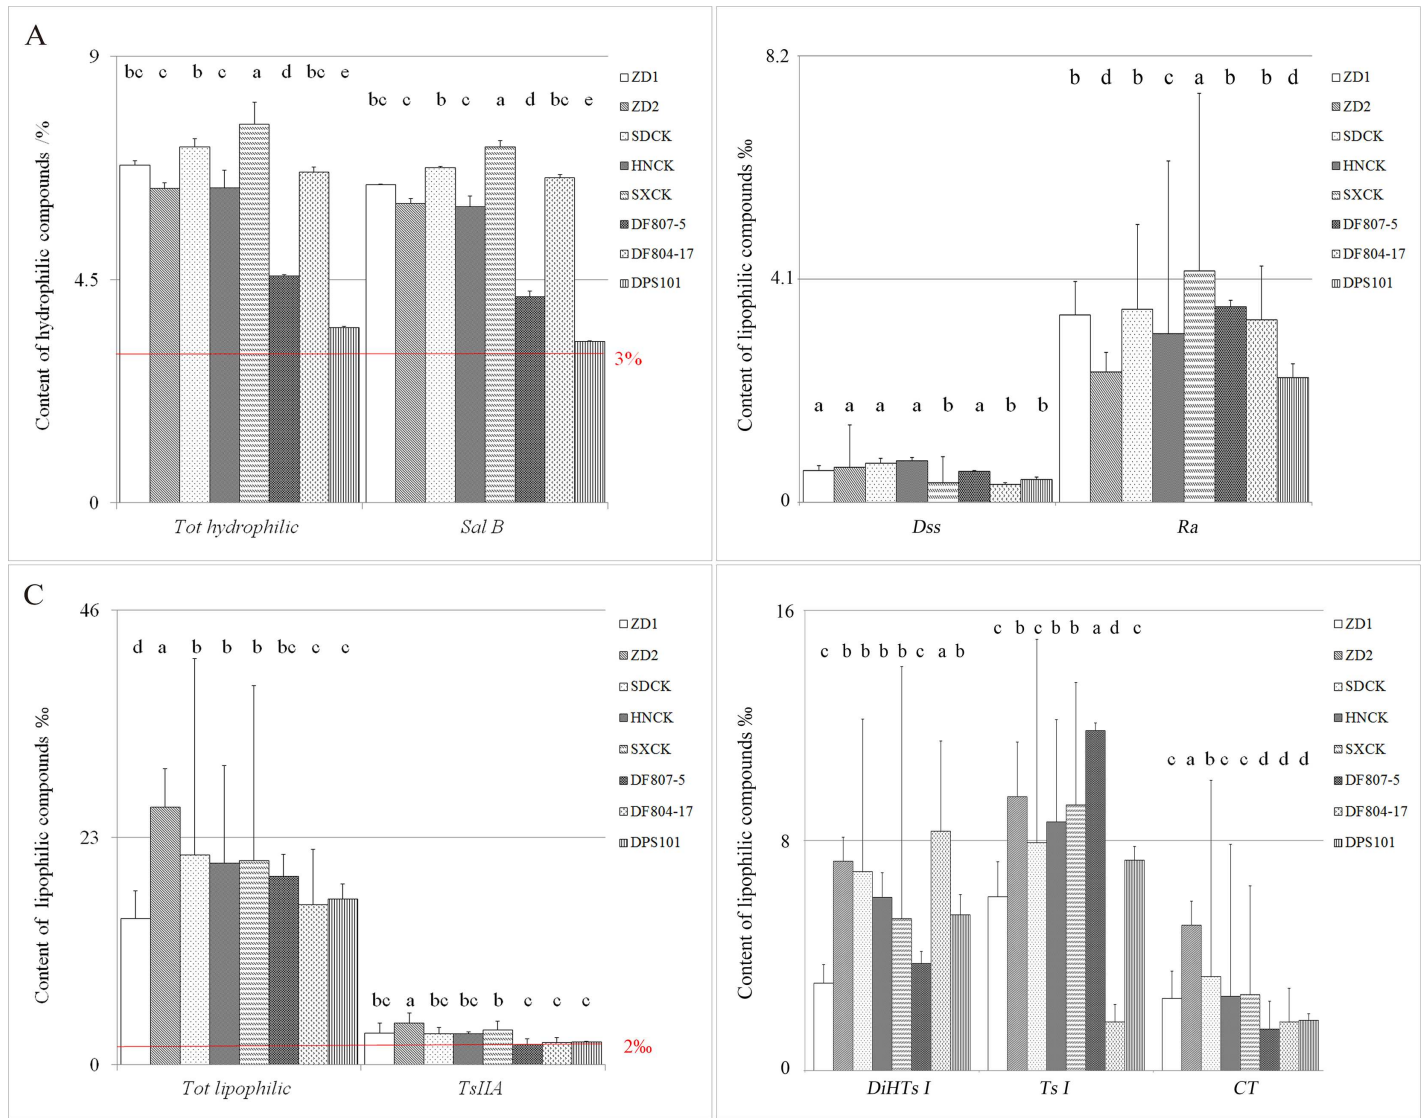 A
Content of hydrophilic compounds /%
9
4.5
0
bc c b c a d bc e
bc c b c a d bc e
3%
Tot hydrophilic
Sal B
ZD1
ZD2
SDCK
HNCK
SXCK
DF807-5
DF804-17
DPS101
Content of lipophilic compounds ‰
8.2
4.1
0
a a a a b a b b
b d b c a b b d
Dss
Ra
ZD1
ZD2
SDCK
HNCK
SXCK
DF807-5
DF804-17
DPS101
C
Content of lipophilic compounds ‰
46
23
0
d a b b b bc c c
bc a bc bc b c c c
2‰
Tot lipophilic
TsIIA
ZD1
ZD2
SDCK
HNCK
SXCK
DF807-5
DF804-17
DPS101
Content of lipophilic compounds ‰
16
8
0
c b b b b c a b
c b c b b a d c
c a b c c d d d
DiHTs I
Ts I
CT
ZD1
ZD2
SDCK
HNCK
SXCK
DF807-5
DF804-17
DPS101